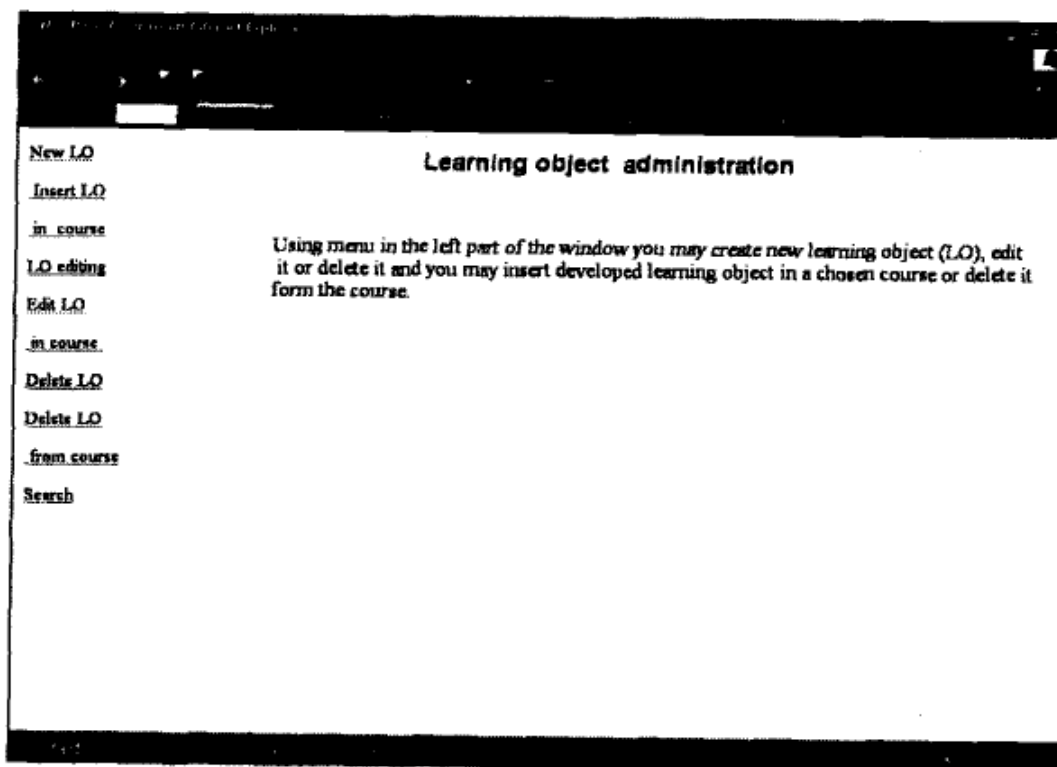 New LO
Insert LO
in course
LO editing
Edit LO
in course
Delete LO
Delete LO
from course
Search
Learning object administration
Using menu in the left part of the window you may create new learning object (LO), edit
it or delete it and you may insert developed learning object in a chosen course or delete it
form the course.